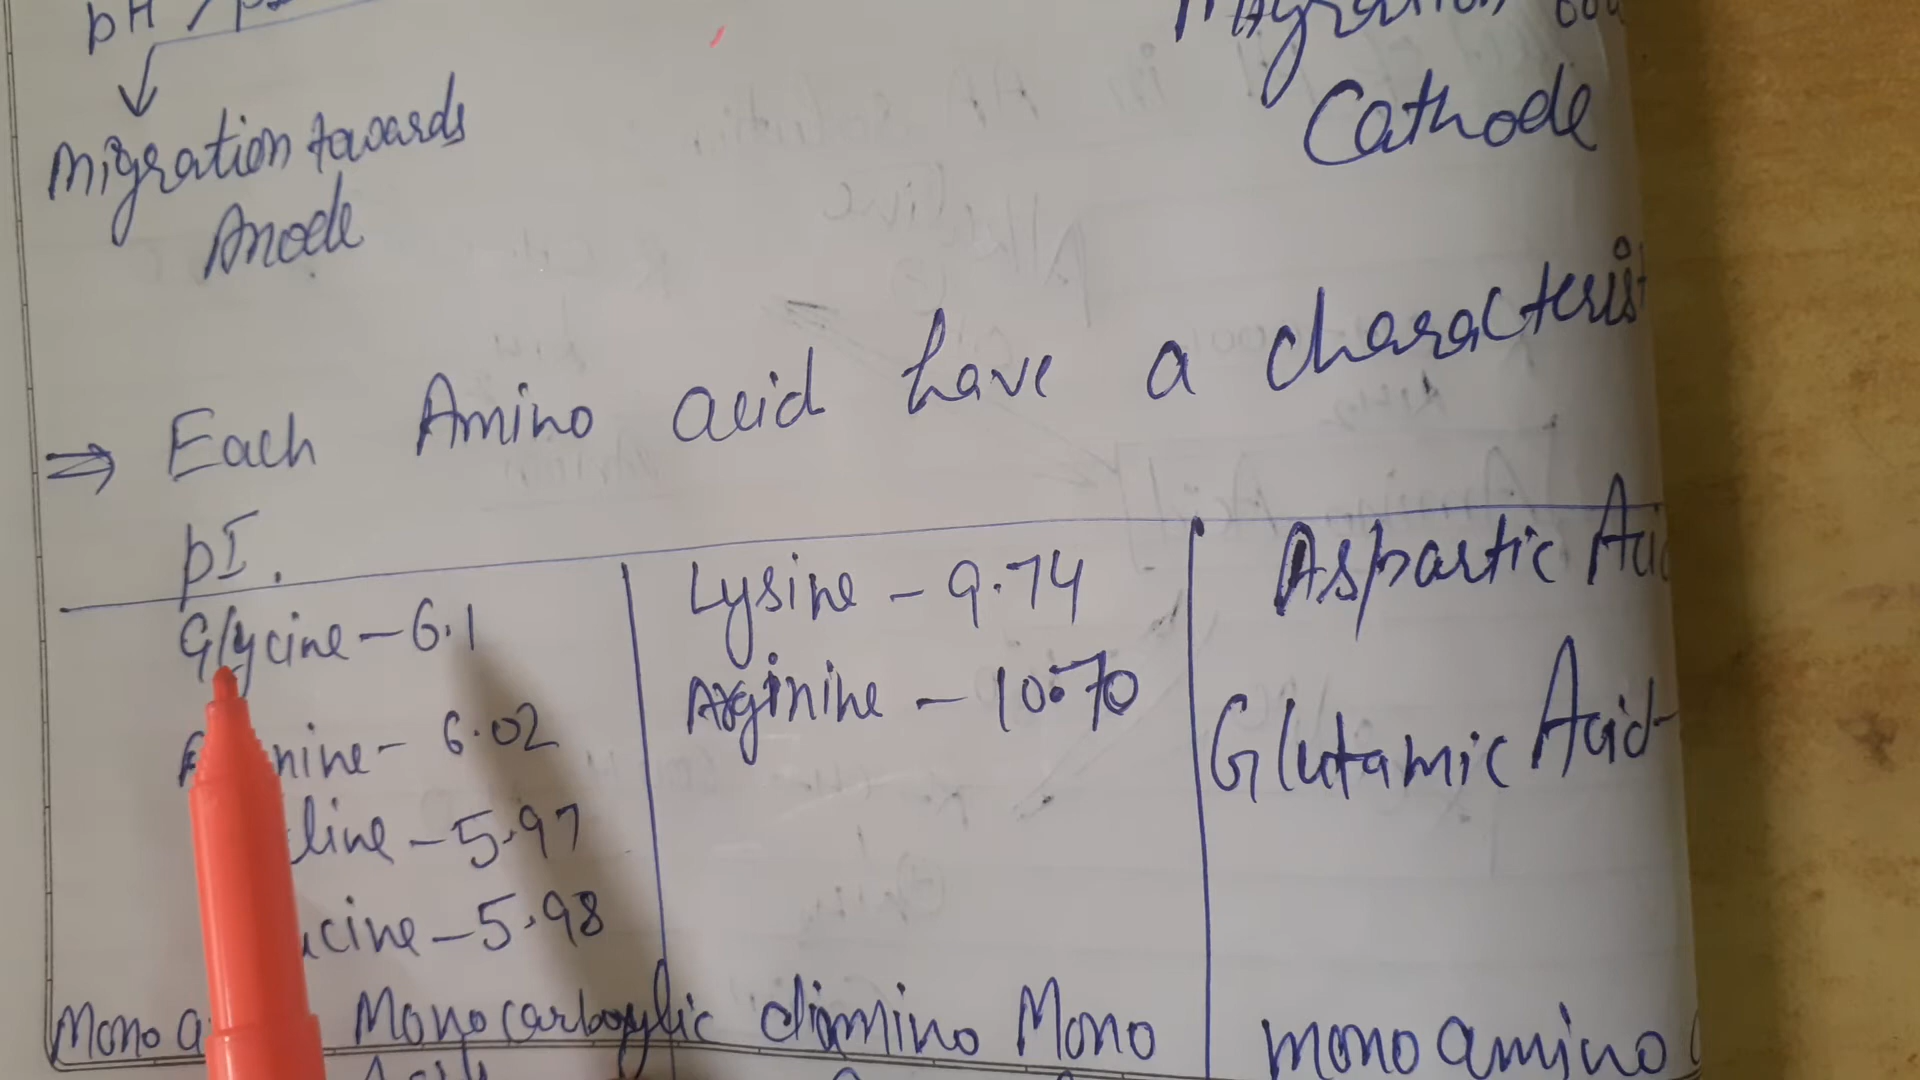 pH > pI
Migration towards
Anode
Cathode
⇒ Each Amino acid have a characterist
pI.
Glycine – 6.1
nine – 6.02
line – 5.97
cine – 5.98
Mono a Monocarboxylic
Lysine – 9.74
Arginine – 10.70
diamino Mono
Aspartic Aci
Glutamic Acid –
mono amino